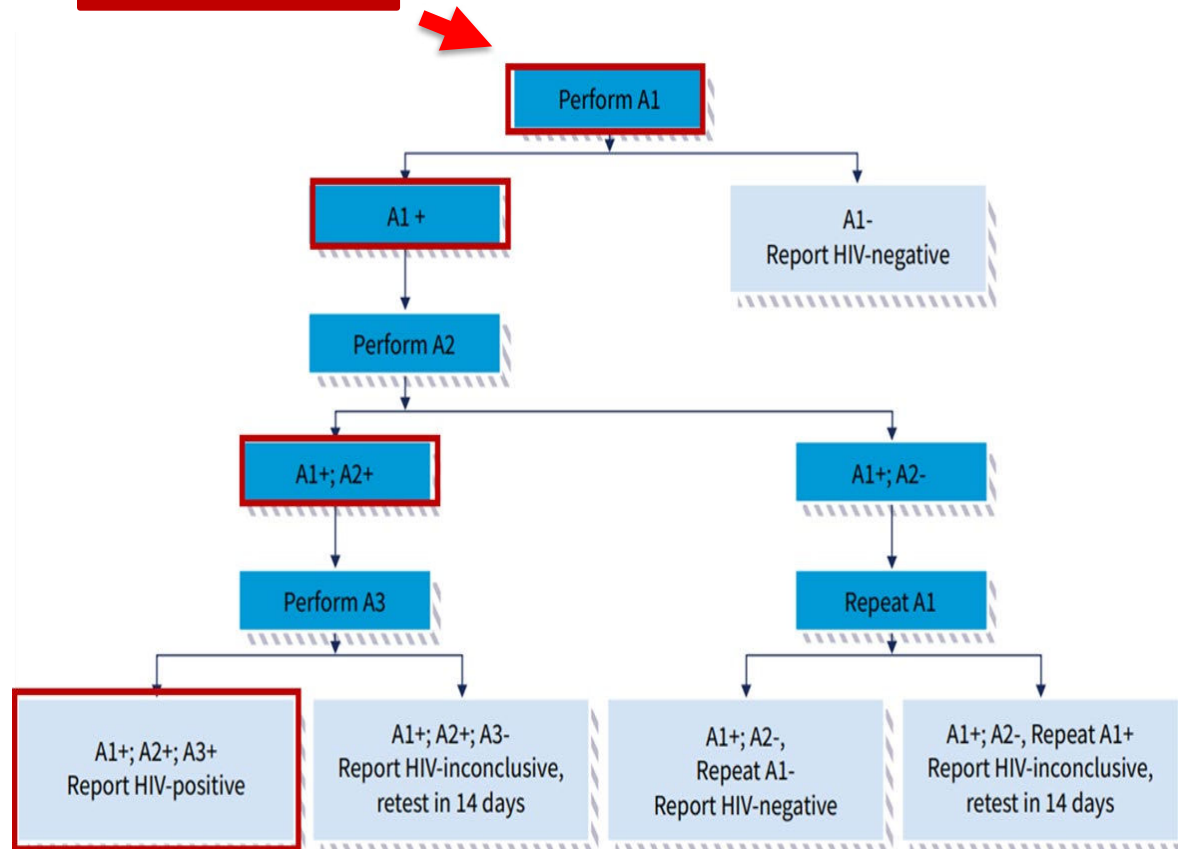 Perform A1
A1 +
A1-
Report HIV-negative
Perform A2
A1+; A2+
A1+; A2-
Perform A3
Repeat A1
A1+; A2+; A3+
Report HIV-positive
A1+; A2+; A3-
Report HIV-inconclusive,
retest in 14 days
A1+; A2-,
Repeat A1-
Report HIV-negative
A1+; A2-, Repeat A1+
Report HIV-inconclusive,
retest in 14 days